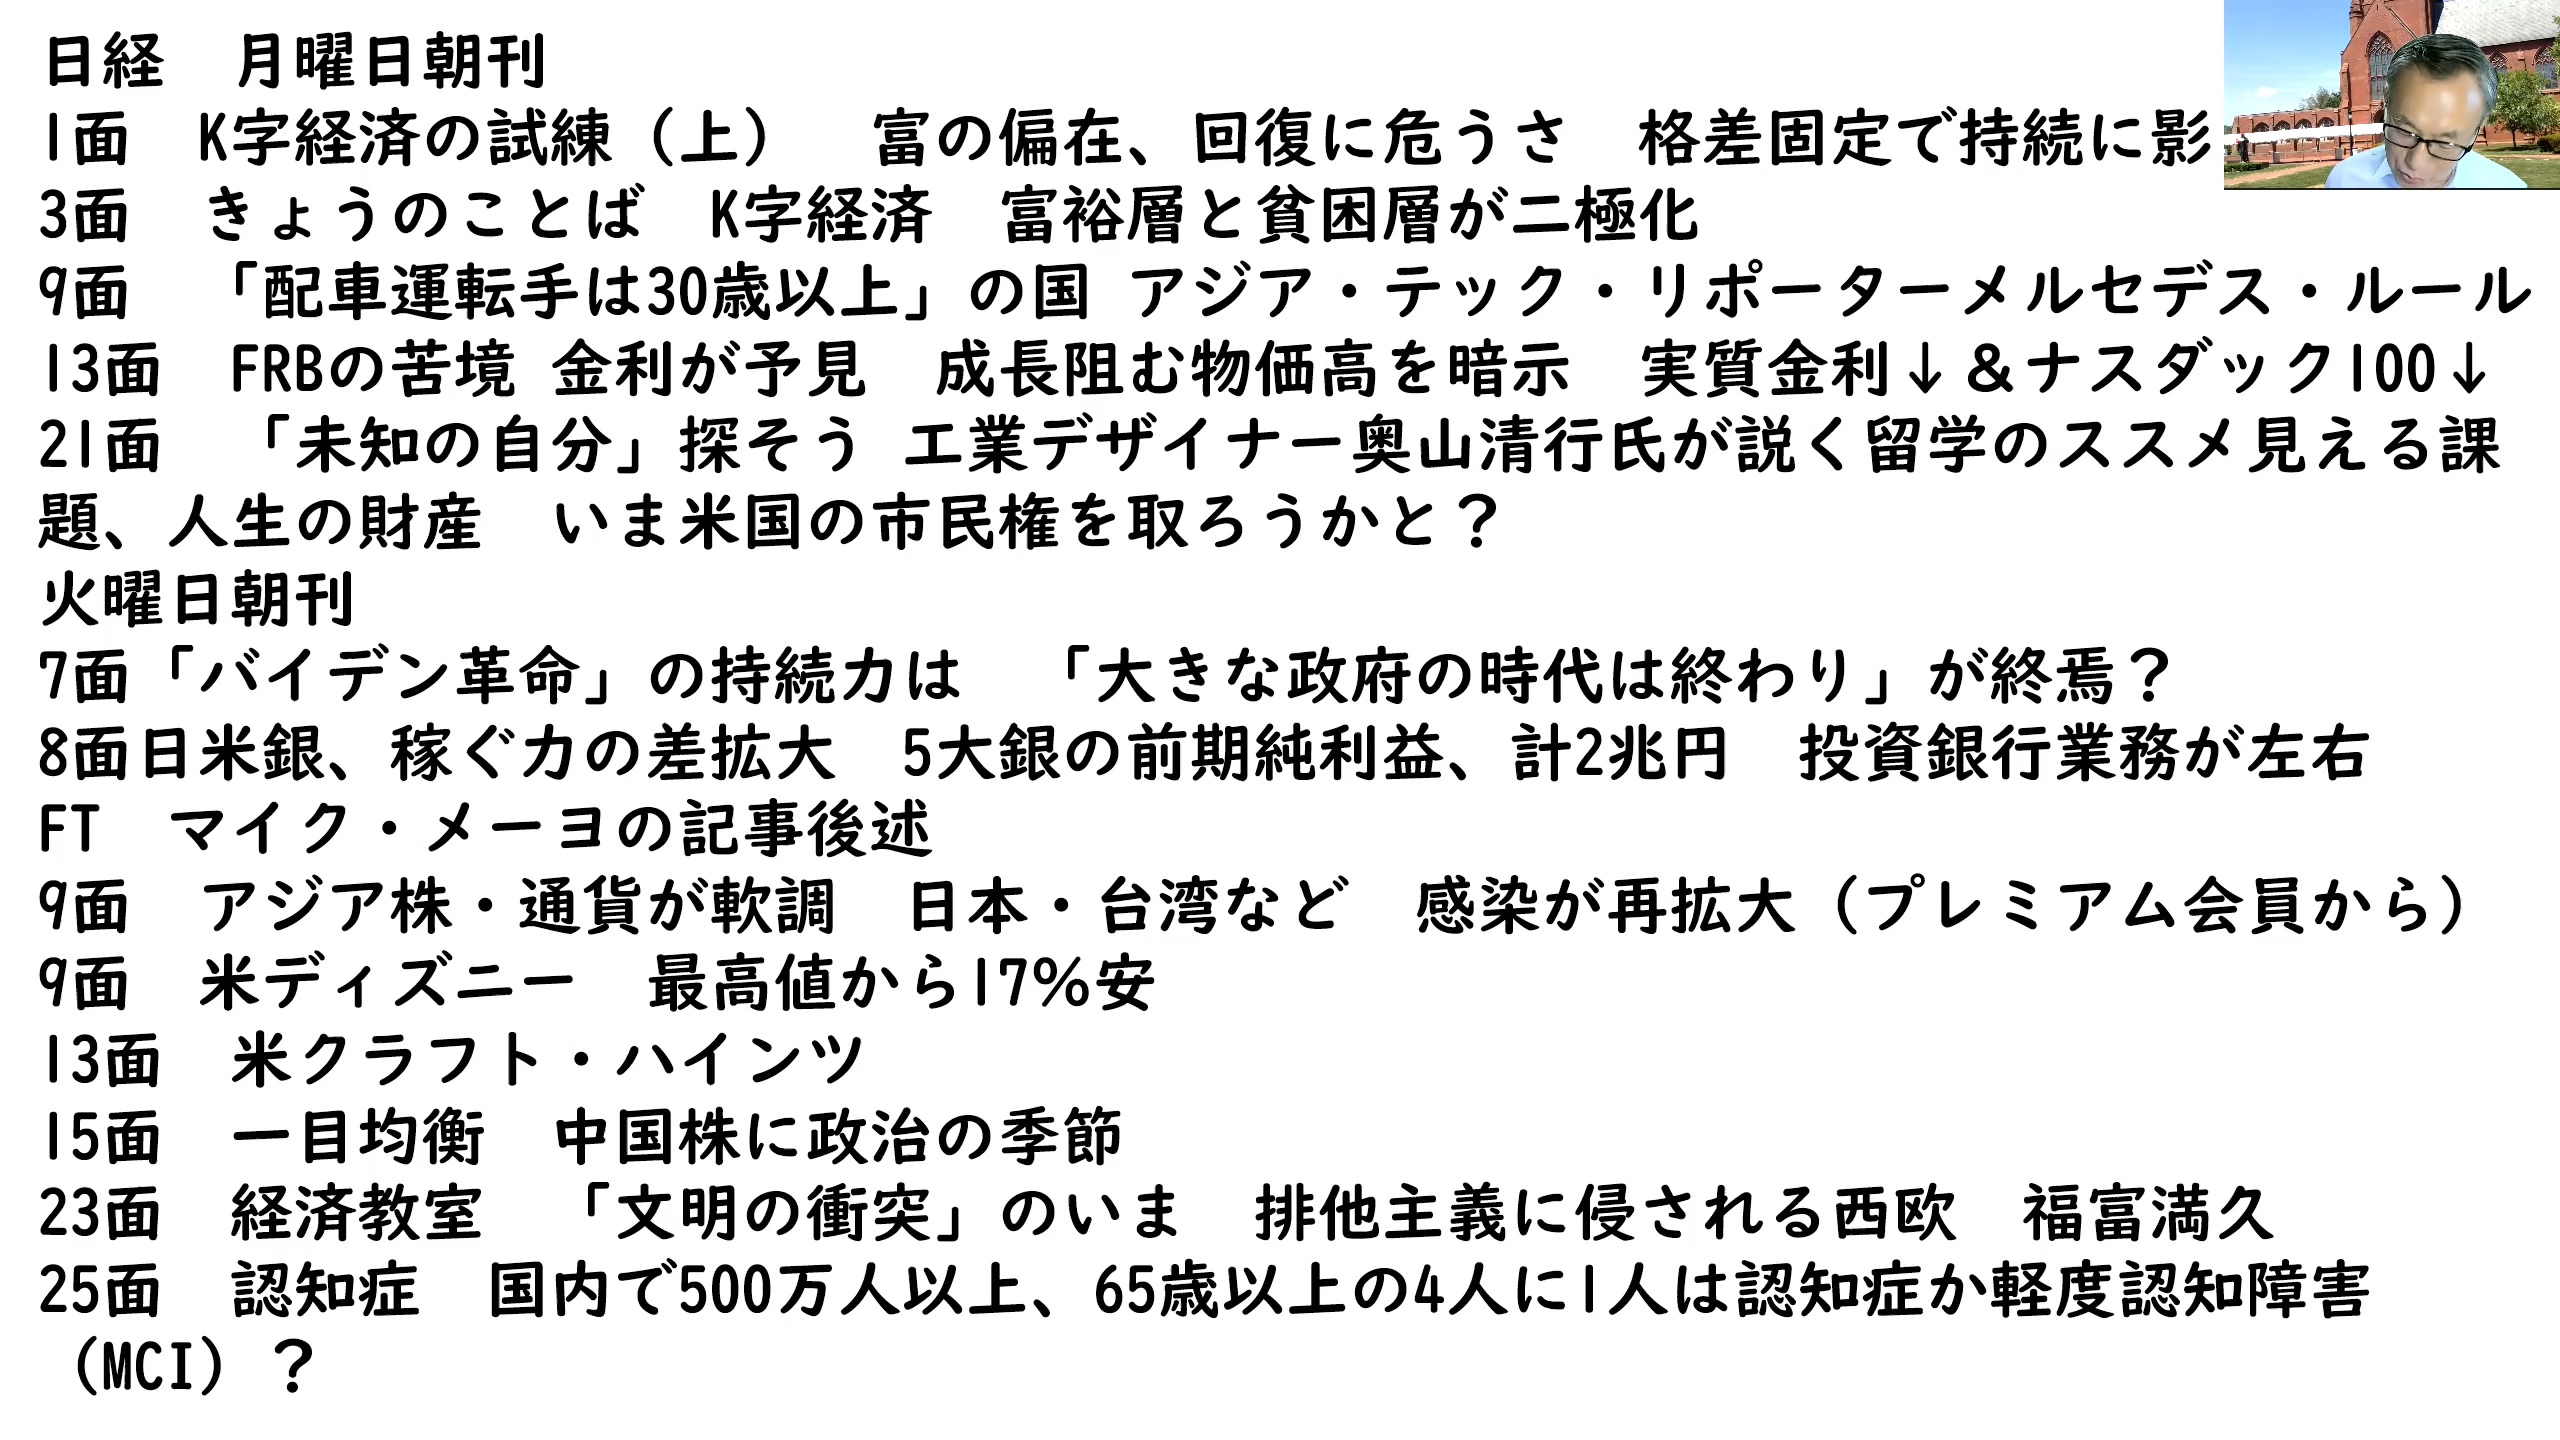 日経　月曜日朝刊
1面　K字経済の試練（上）　富の偏在、回復に危うさ　格差固定で持続に影
3面　きょうのことば　K字経済　富裕層と貧困層が二極化
9面　「配車運転手は30歳以上」の国 アジア・テック・リポーターメルセデス・ルール
13面　FRBの苦境 金利が予見　成長阻む物価高を暗示　実質金利↓＆ナスダック100↓
21面　「未知の自分」探そう 工業デザイナー奥山清行氏が説く留学のススメ見える課
題、人生の財産　いま米国の市民権を取ろうかと？
火曜日朝刊
7面「バイデン革命」の持続力は　「大きな政府の時代は終わり」が終焉？
8面日米銀、稼ぐ力の差拡大　5大銀の前期純利益、計2兆円　投資銀行業務が左右
FT　マイク・メーヨの記事後述
9面　アジア株・通貨が軟調　日本・台湾など　感染が再拡大（プレミアム会員から）
9面　米ディズニー　最高値から17%安
13面　米クラフト・ハインツ
15面　一目均衡　中国株に政治の季節
23面　経済教室　「文明の衝突」のいま　排他主義に侵される西欧　福富満久
25面　認知症　国内で500万人以上、65歳以上の4人に1人は認知症か軽度認知障害
（MCI）？